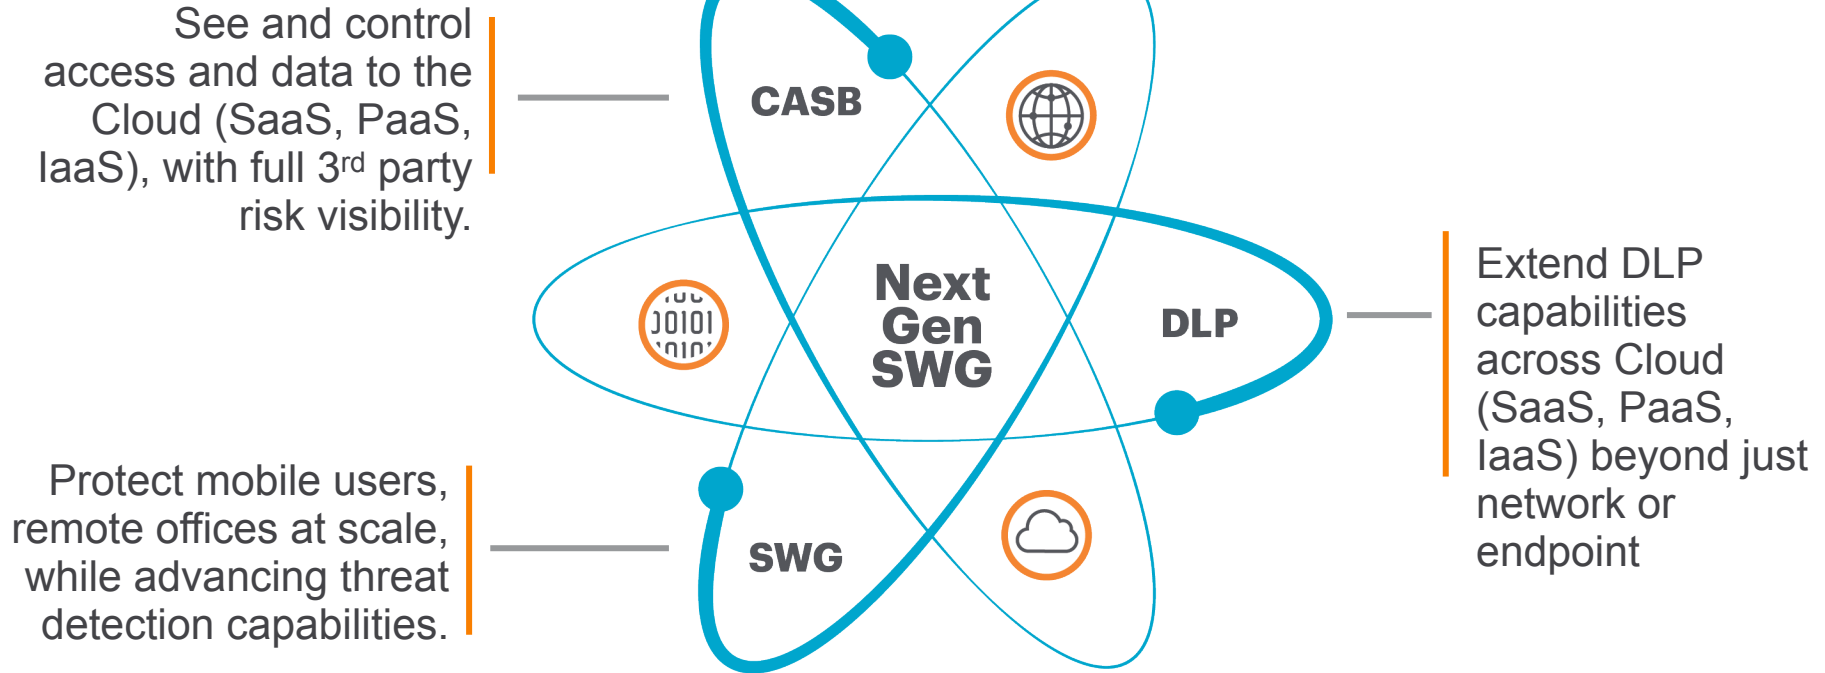 See and control
access and data to the
Cloud (SaaS, PaaS,
IaaS), with full 3rd party
risk visibility.
CASB
Next
Gen
SWG
DLP
Extend DLP
capabilities
across Cloud
(SaaS, PaaS,
IaaS) beyond just
network or
endpoint
Protect mobile users,
remote offices at scale,
while advancing threat
detection capabilities.
SWG